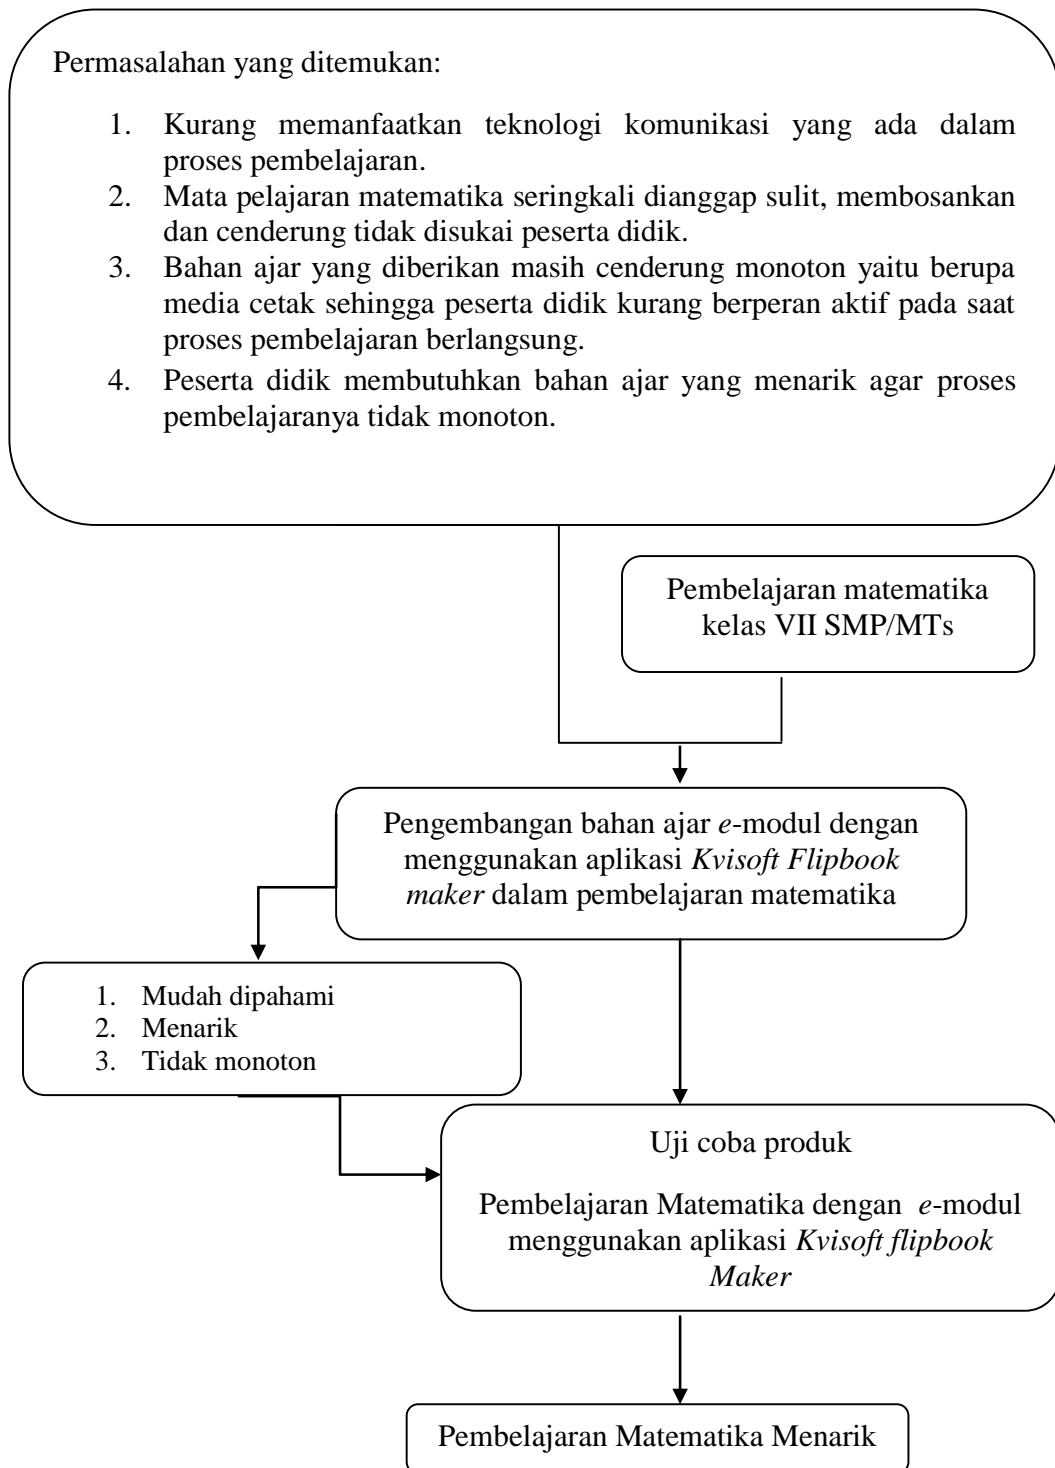 Permasalahan yang ditemukan:
1. Kurang memanfaatkan teknologi komunikasi yang ada dalam
proses pembelajaran.
2. Mata pelajaran matematika seringkali dianggap sulit, membosankan
dan cenderung tidak disukai peserta didik.
3. Bahan ajar yang diberikan masih cenderung monoton yaitu berupa
media cetak sehingga peserta didik kurang berperan aktif pada saat
proses pembelajaran berlangsung.
4. Peserta didik membutuhkan bahan ajar yang menarik agar proses
pembelajaranya tidak monoton.
Pembelajaran matematika
kelas VII SMP/MTs
Pengembangan bahan ajar e-modul dengan
menggunakan aplikasi Kvisoft Flipbook
maker dalam pembelajaran matematika
1. Mudah dipahami
2. Menarik
3. Tidak monoton
Uji coba produk
Pembelajaran Matematika dengan e-modul
menggunakan aplikasi Kvisoft flipbook
Maker
Pembelajaran Matematika Menarik